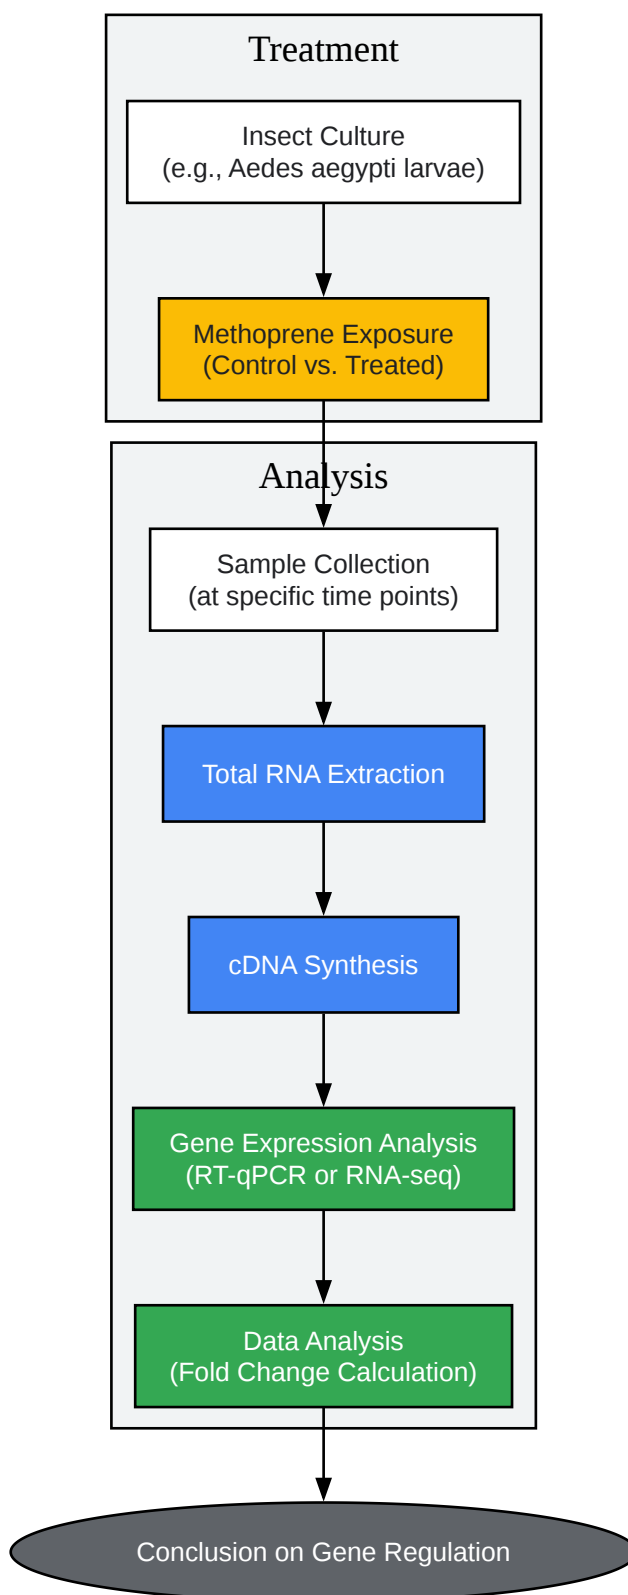 Treatment
Insect Culture
(e.g., Aedes aegypti larvae)
Methoprene Exposure
(Control vs. Treated)
Analysis
Sample Collection
(at specific time points)
Total RNA Extraction
cDNA Synthesis
Gene Expression Analysis
(RT-qPCR or RNA-seq)
Data Analysis
(Fold Change Calculation)
Conclusion on Gene Regulation